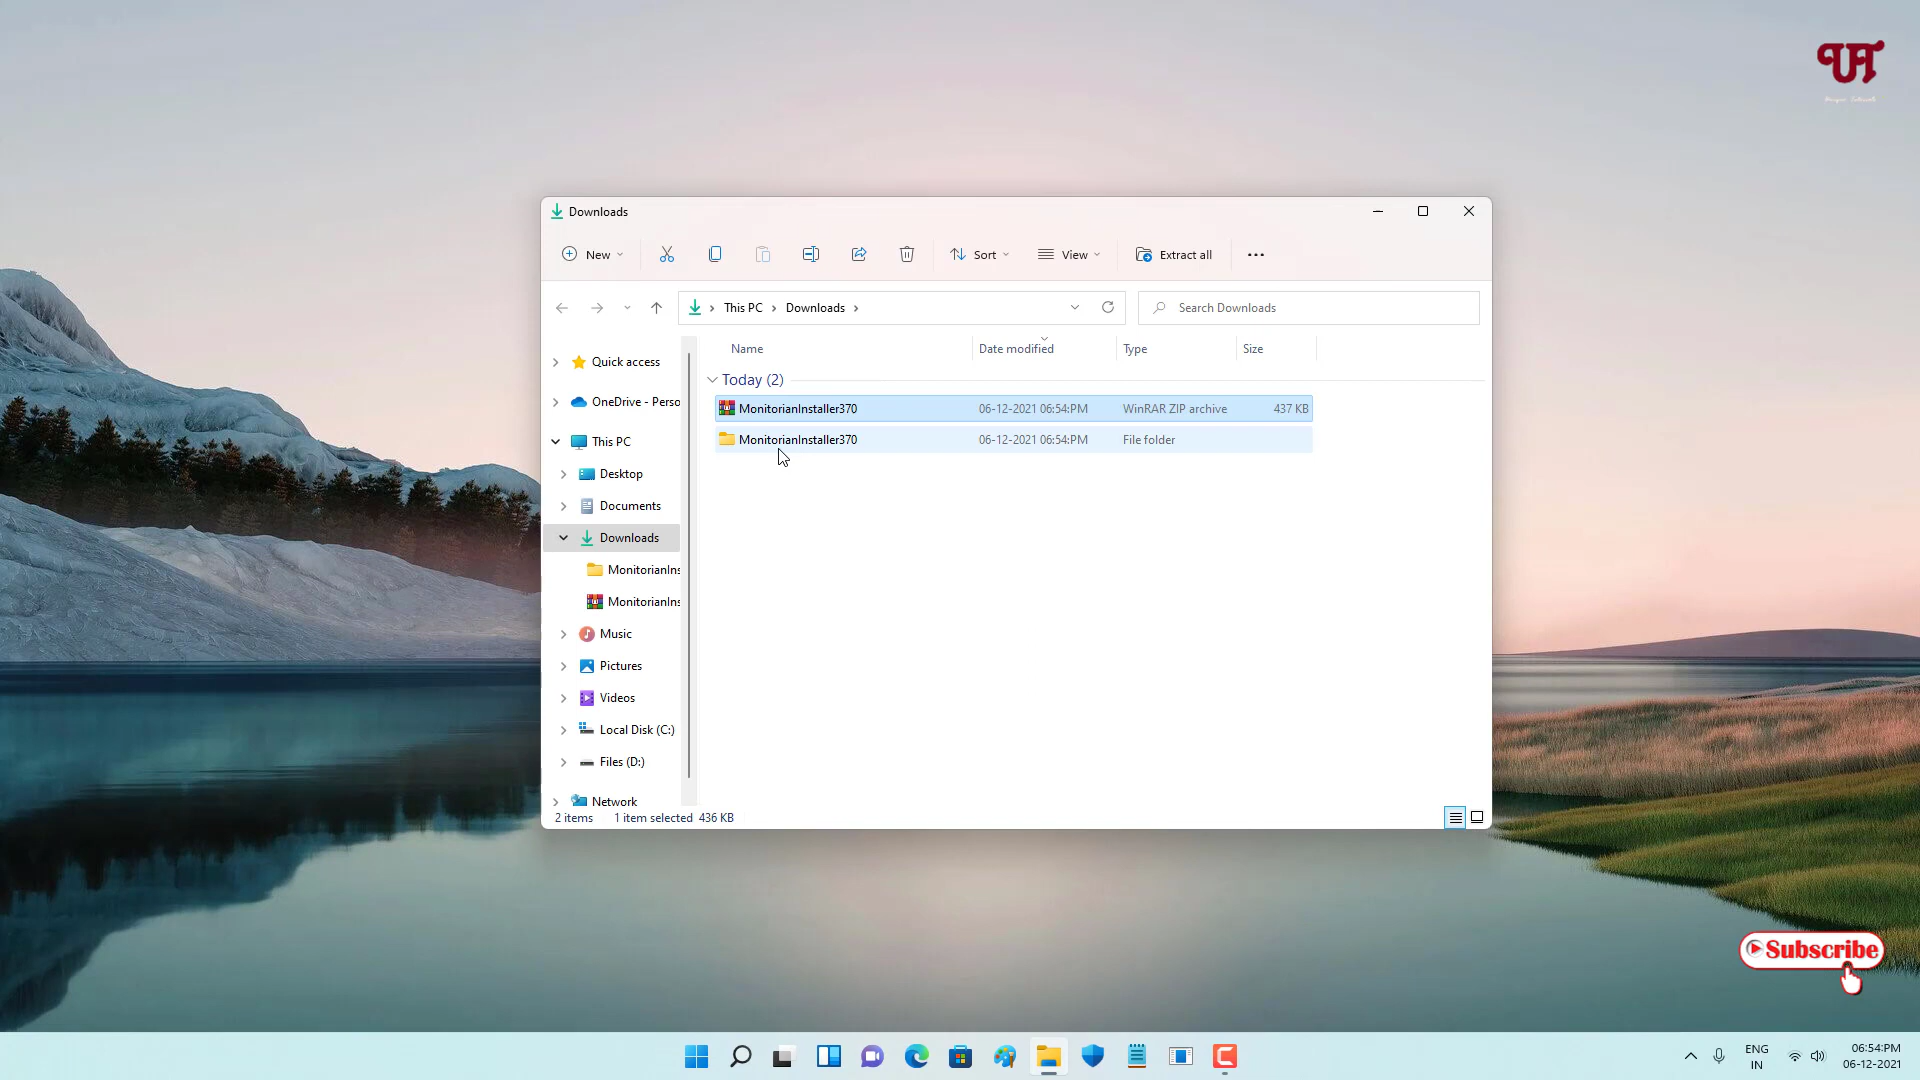 Downloads
New
Sort
View
Extract all
This PC
Downloads
Search Downloads
Name
Date modified
Type
Size
Quick access
Today (2)
OneDrive - Perso
MonitorianInstaller370
06-12-2021 06:54:PM
WinRAR ZIP archive
437 KB
MonitorianInstaller370
06-12-2021 06:54:PM
File folder
This PC
Desktop
Documents
Downloads
MonitorianIns
MonitorianIns
Music
Pictures
Videos
Local Disk (C:)
Files (D:)
Network
2 items
1 item selected 436 KB
Subscribe
ENG
IN
06:54:PM
06-12-2021